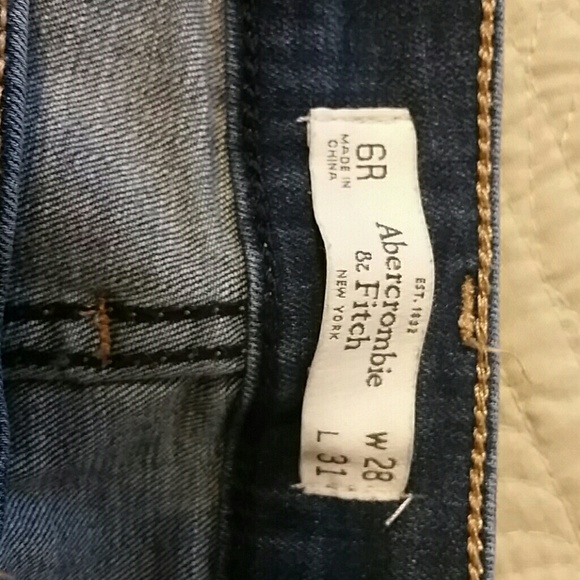 6R
MADE IN
CHINA
EST. 1892
Abercrombie
& Fitch
NEW YORK
W 28
L 31